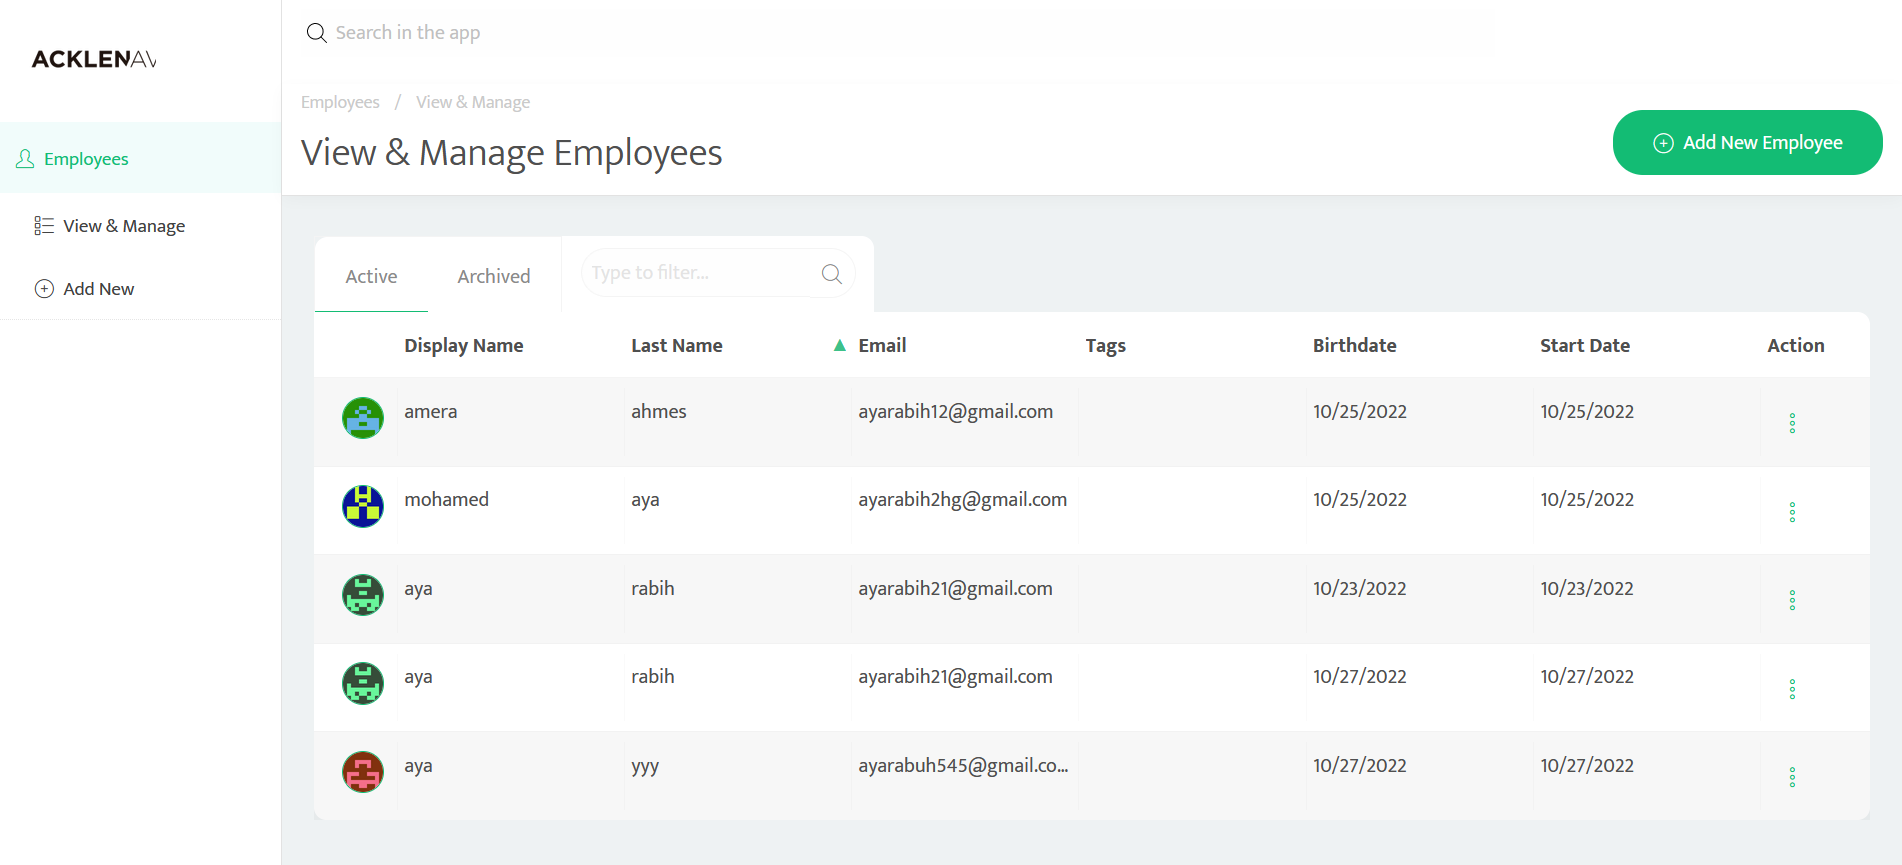 ACKLENAV
Search in the app
Employees / View & Manage
View & Manage Employees
Add New Employee
Employees
View & Manage
Add New
Active Archived Type to filter...
Display Name Last Name ▲ Email Tags Birthdate Start Date Action
amera ahmes ayarabih12@gmail.com 10/25/2022 10/25/2022
mohamed aya ayarabih2hg@gmail.com 10/25/2022 10/25/2022
aya rabih ayarabih21@gmail.com 10/23/2022 10/23/2022
aya rabih ayarabih21@gmail.com 10/27/2022 10/27/2022
aya yyy ayarabuh545@gmail.co... 10/27/2022 10/27/2022